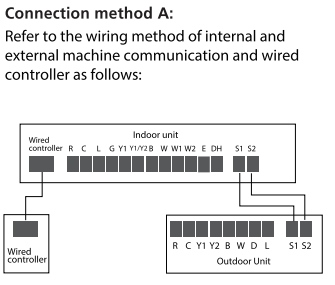 Connection method A:
Refer to the wiring method of internal and
external machine communication and wired
controller as follows:
Indoor unit
Wired
controller R C L G Y1 Y1/Y2 B W W1 W2 E DH S1 S2
Wired
controller
R C Y1 Y2 B W D L S1 S2
Outdoor Unit